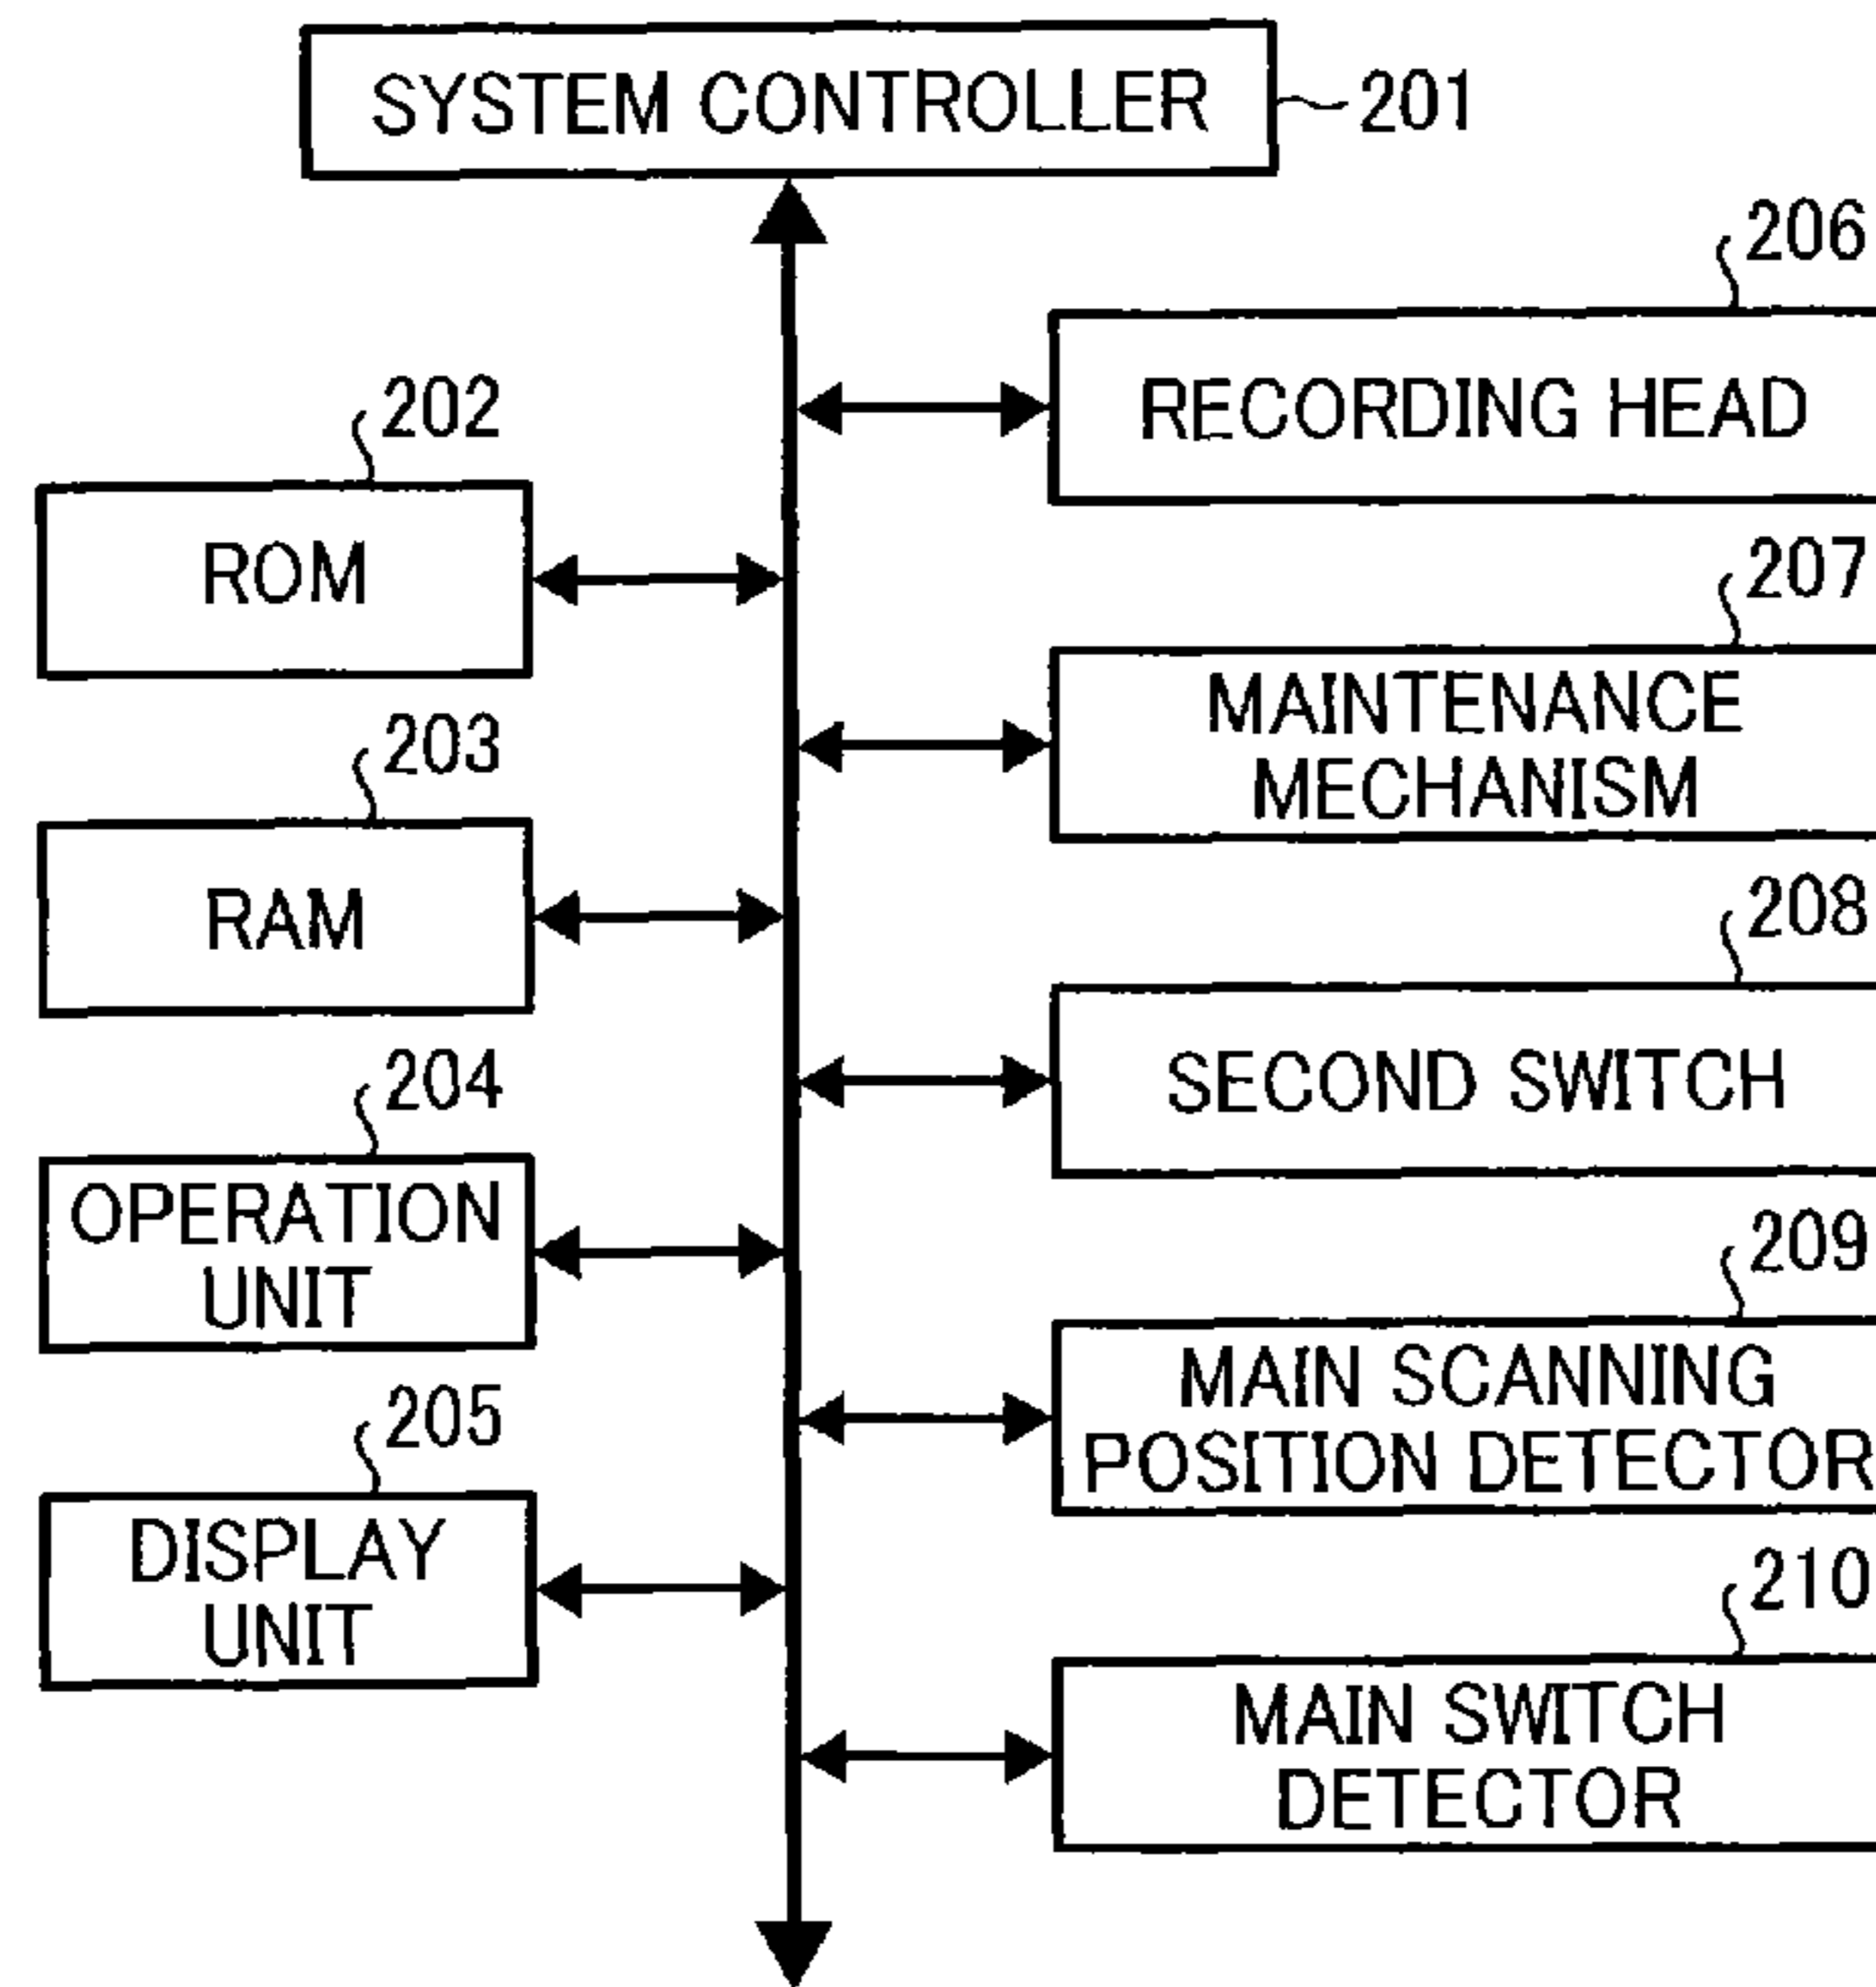 SYSTEM CONTROLLER
201
202
ROM
203
RAM
204
OPERATION
UNIT
205
DISPLAY
UNIT
206
RECORDING HEAD
207
MAINTENANCE
MECHANISM
208
SECOND SWITCH
209
MAIN SCANNING
POSITION DETECTOR
210
MAIN SWITCH
DETECTOR